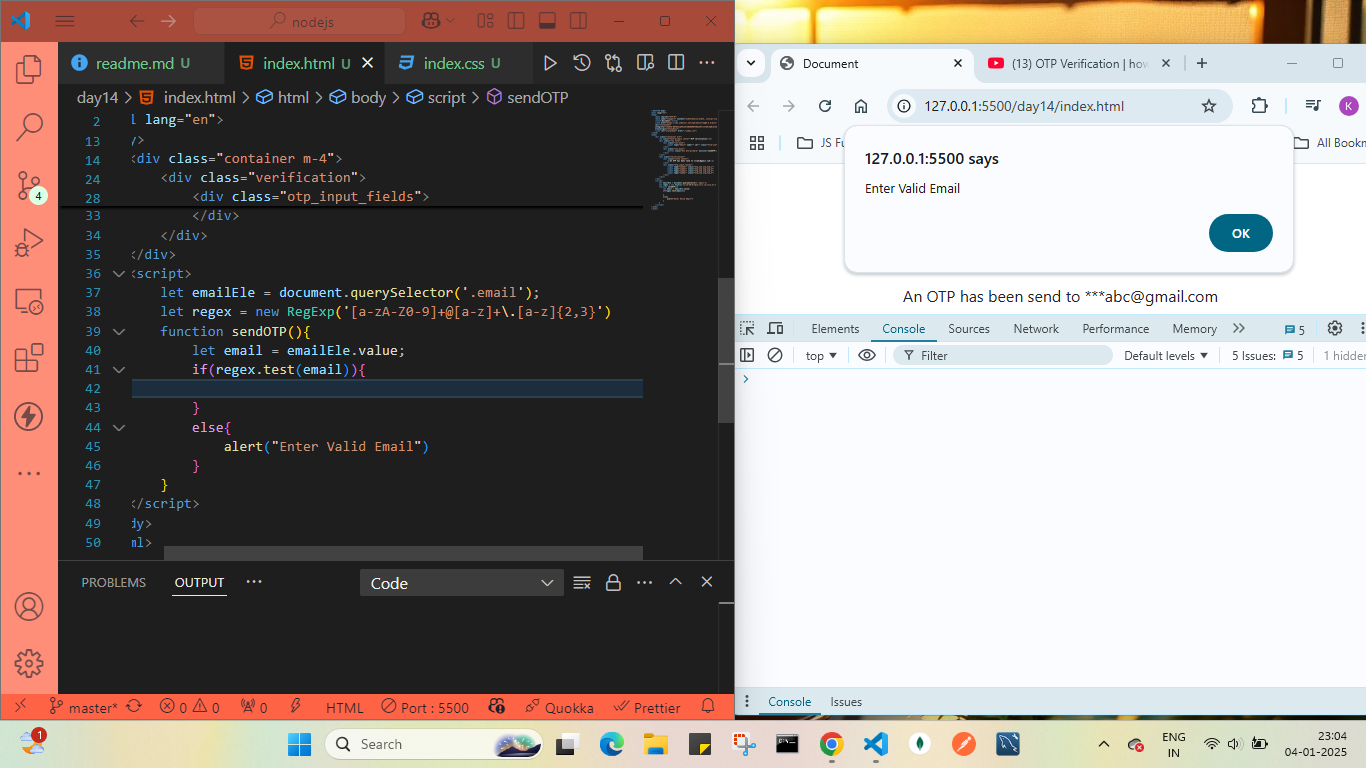 nodejs
readme.md U
index.html U
index.css U
day14 > index.html > html > body > script > sendOTP
2 lang="en">
13 />
14 <div class="container m-4">
24 <div class="verification">
28 <div class="otp_input_fields">
33 </div>
34 </div>
35 </div>
36 <script>
37 let emailEle = document.querySelector('.email');
38 let regex = new RegExp('[a-zA-Z0-9]+@[a-z]+\.[a-z]{2,3}')
39 function sendOTP(){
40 let email = emailEle.value;
41 if(regex.test(email)){
42
43 }
44 else{
45 alert("Enter Valid Email")
46 }
47 }
48 </script>
49 dy>
50 ml>
PROBLEMS OUTPUT ···
Code
4
master* 0 0 0 HTML Port : 5500 Quokka Prettier
Document
(13) OTP Verification | how
127.0.0.1:5500/day14/index.html
K
JS Fu
All Bookm
127.0.0.1:5500 says
Enter Valid Email
OK
An OTP has been send to ***abc@gmail.com
Elements Console Sources Network Performance Memory 5
top Filter Default levels 5 Issues: 5 1 hidden
Console Issues
1
Search
ENG
IN
23:04
04-01-2025